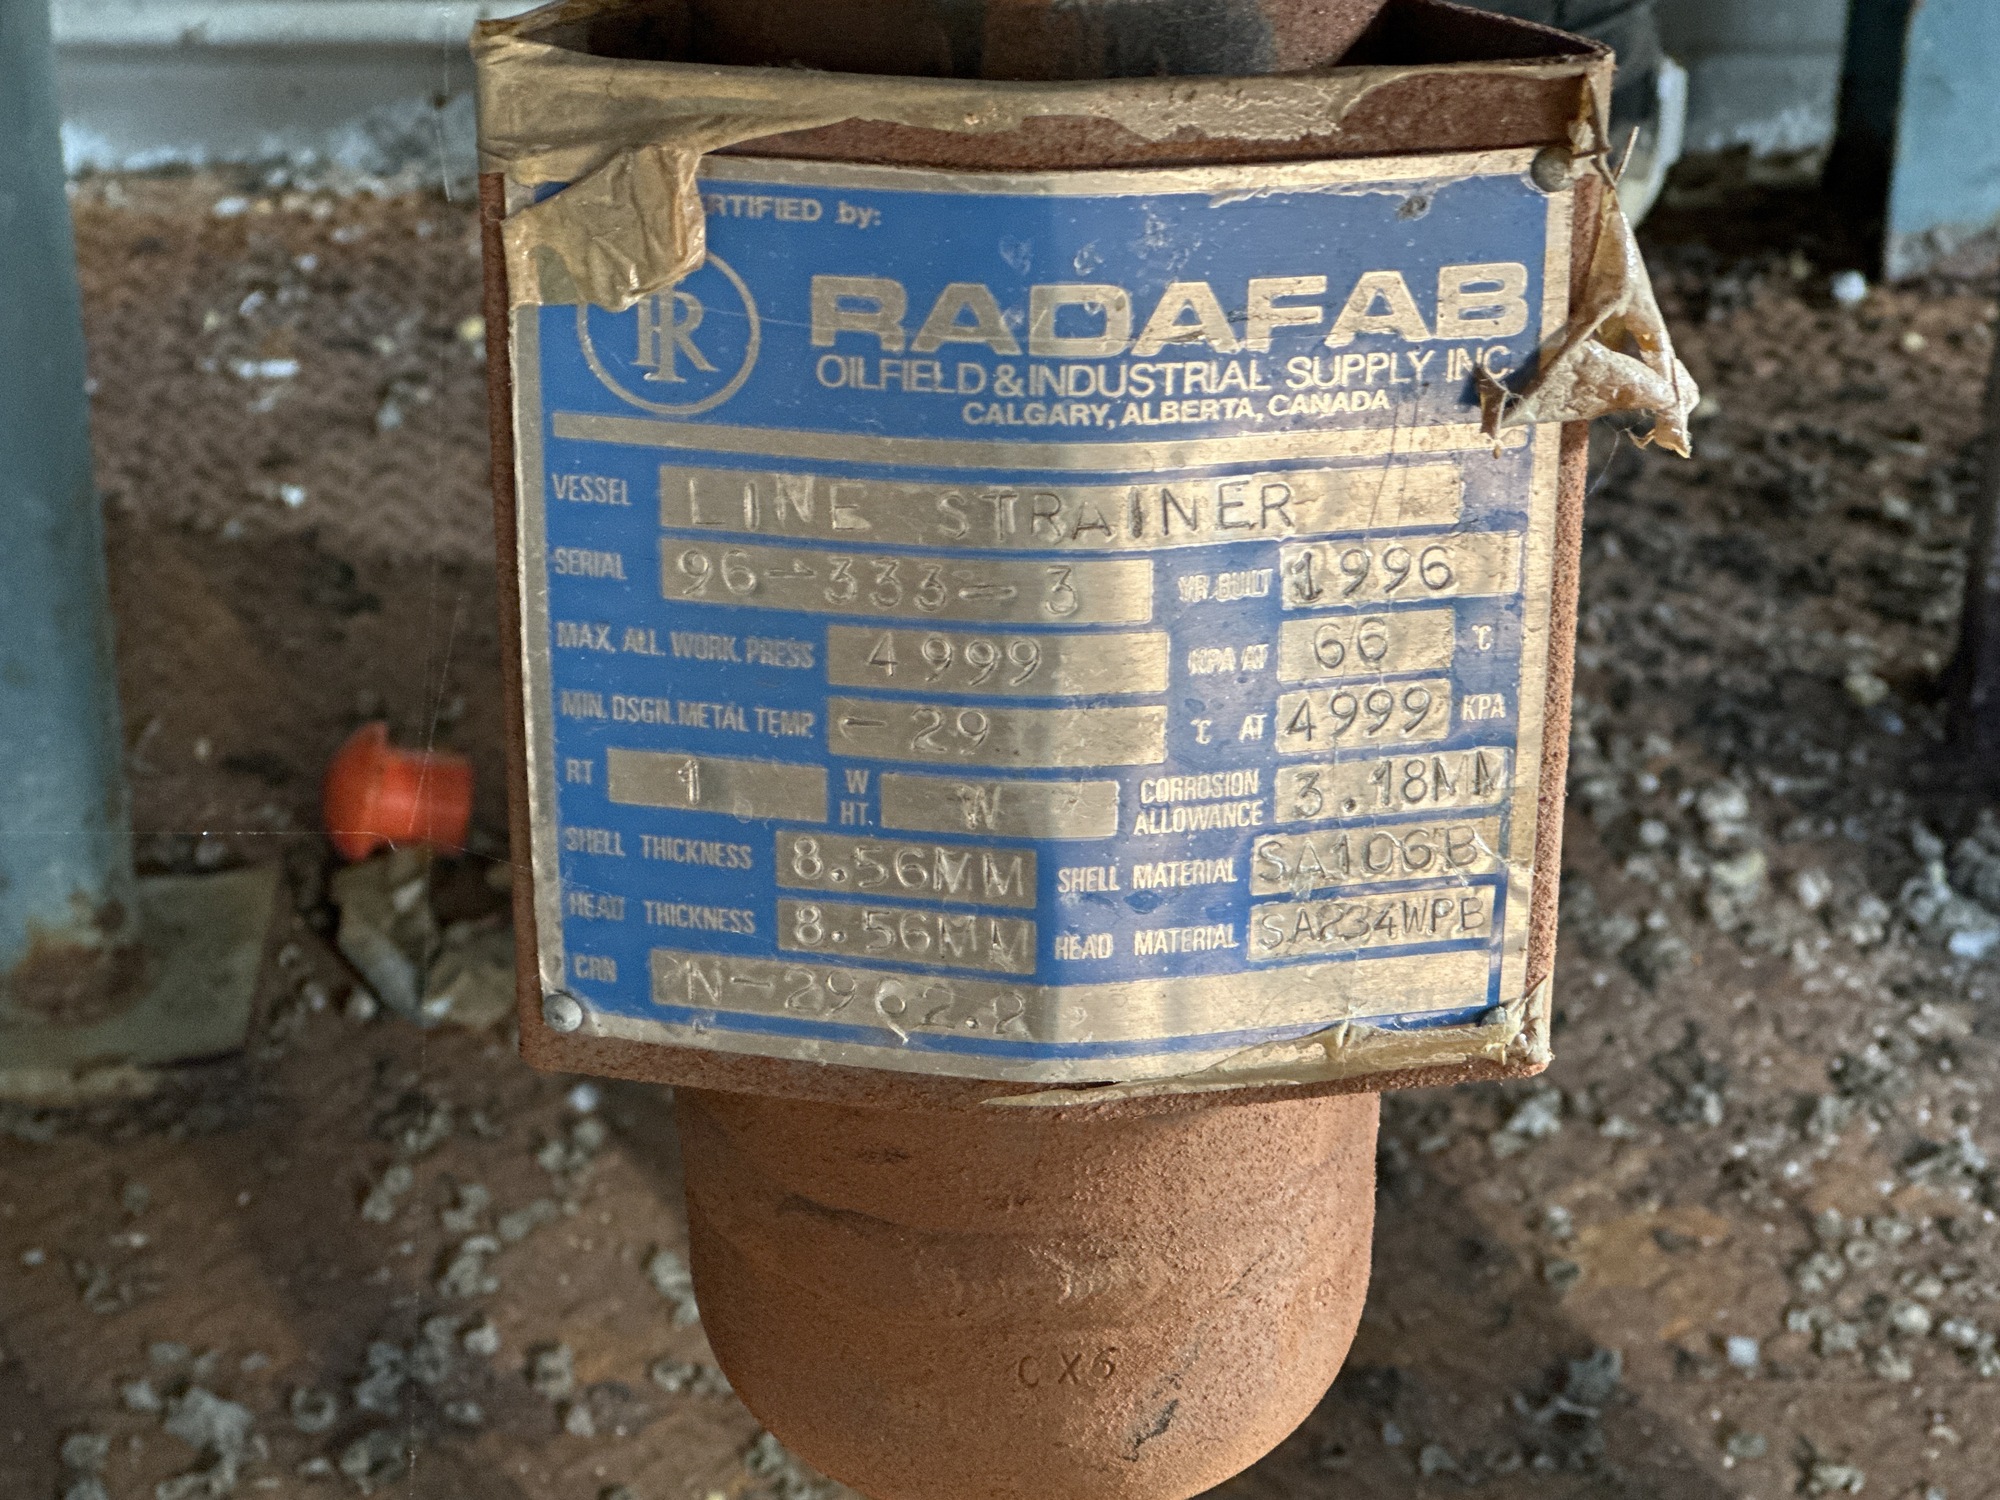 RTIFIED by:
R
RADAFAB
OILFIELD & INDUSTRIAL SUPPLY INC.
CALGARY, ALBERTA, CANADA
VESSEL LINE STRAINER
SERIAL 96-333-3 YR. BUILT 1996
MAX. ALL. WORK. PRESS 4999 KPA AT 66 °C
MIN. DSGN. METAL TEMP. -29 °C AT 4999 KPA
RT 1 W HT. W CORROSION ALLOWANCE 3.18MM
SHELL THICKNESS 8.56MM SHELL MATERIAL SA106B
HEAD THICKNESS 8.56MM HEAD MATERIAL SA234WPB
CRN N-2962.2
CX6